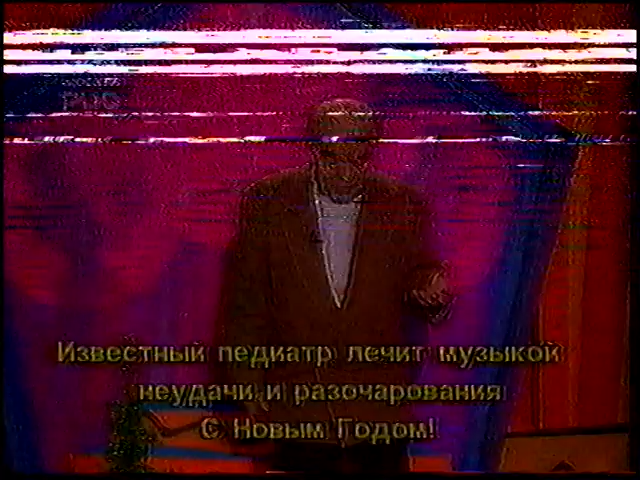 Известный педиатр лечит музыкой
неудачи и разочарования
С Новым Годом!